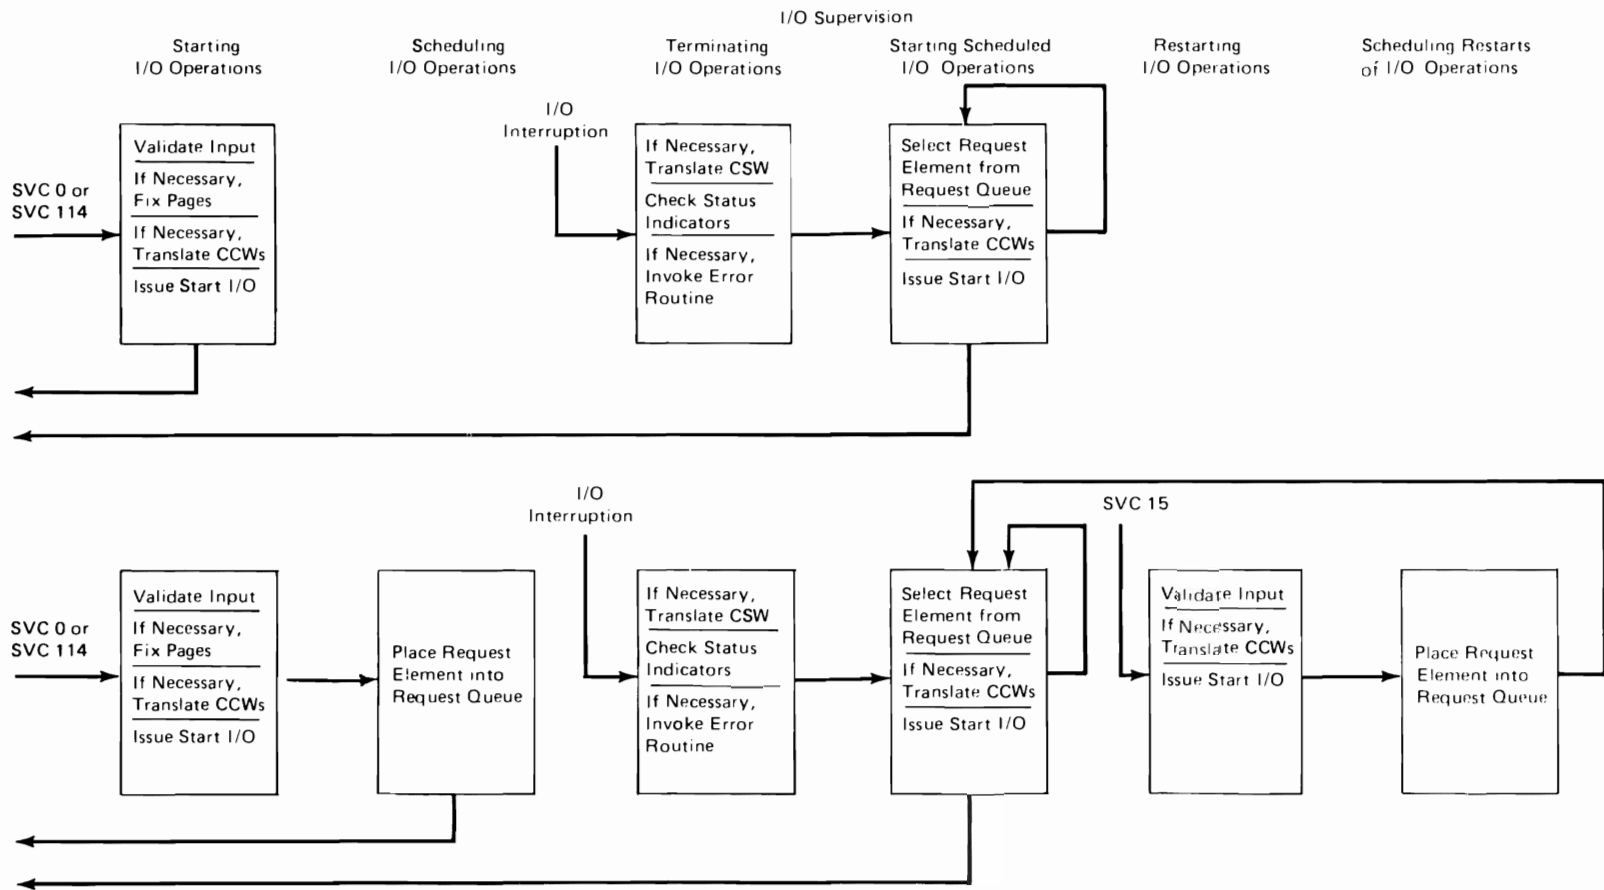 I/O Supervision
Starting
I/O Operations
Scheduling
I/O Operations
Terminating
I/O Operations
Starting Scheduled
I/O Operations
Restarting
I/O Operations
Scheduling Restarts
of I/O Operations
SVC 0 or
SVC 114
Validate Input
If Necessary,
Fix Pages
If Necessary,
Translate CCWs
Issue Start I/O
I/O
Interruption
If Necessary,
Translate CSW
Check Status
Indicators
If Necessary,
Invoke Error
Routine
Select Request
Element from
Request Queue
If Necessary,
Translate CCWs
Issue Start I/O
SVC 0 or
SVC 114
Validate Input
If Necessary,
Fix Pages
If Necessary,
Translate CCWs
Issue Start I/O
Place Request
Element into
Request Queue
I/O
Interruption
If Necessary,
Translate CSW
Check Status
Indicators
If Necessary,
Invoke Error
Routine
Select Request
Element from
Request Queue
If Necessary,
Translate CCWs
Issue Start I/O
SVC 15
Validate Input
If Necessary,
Translate CCWs
Issue Start I/O
Place Request
Element into
Request Queue